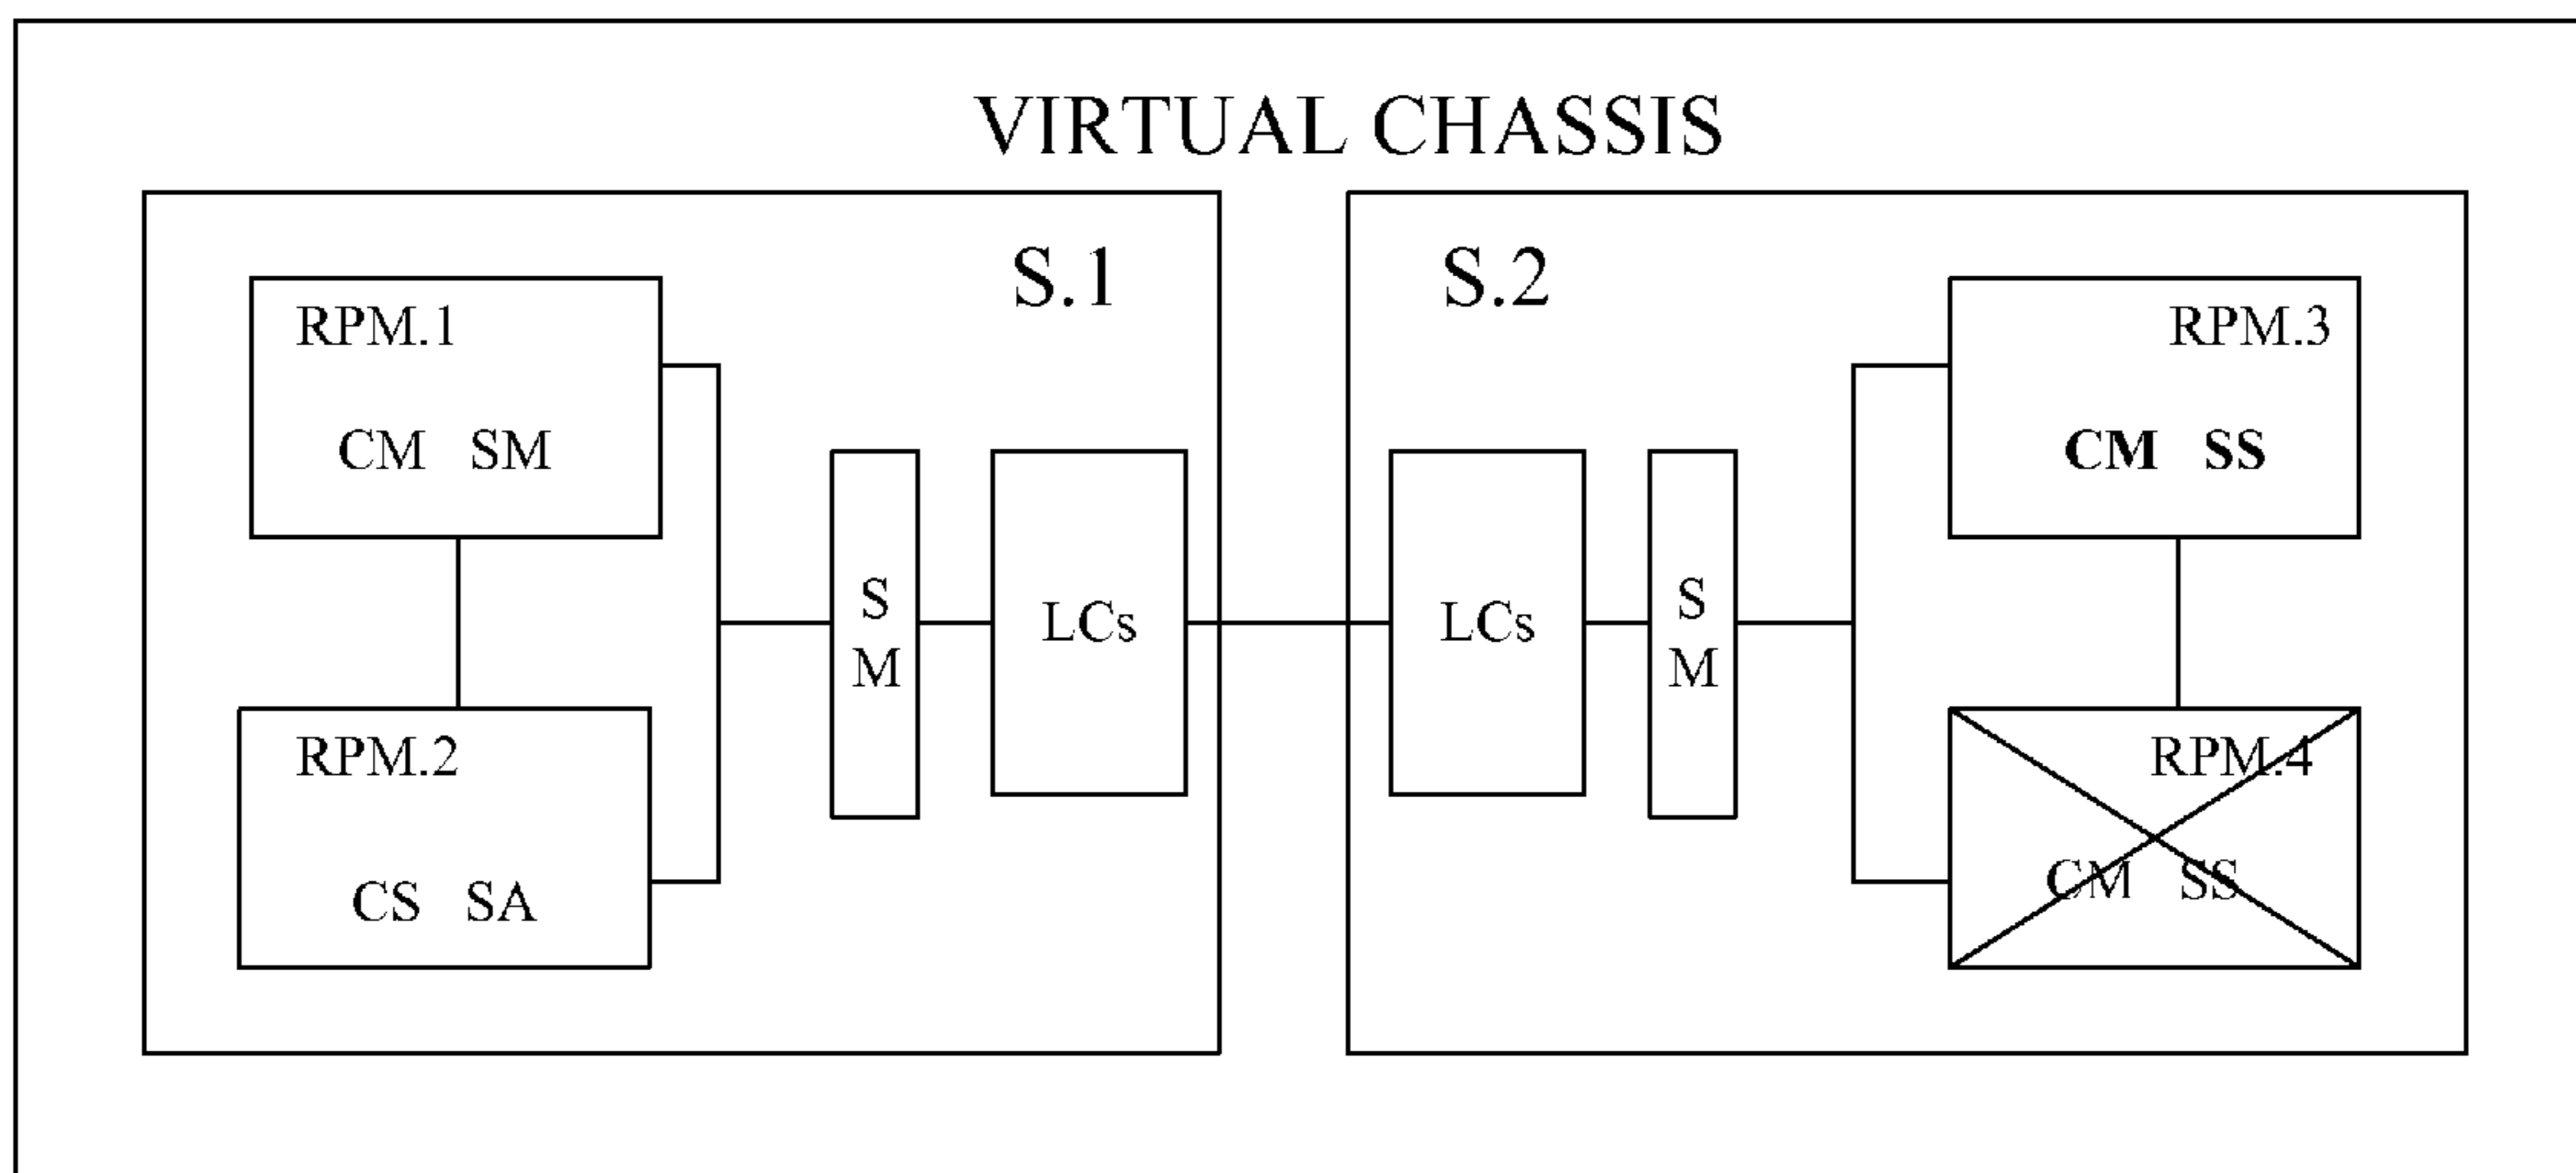 VIRTUAL CHASSIS
S.1
RPM.1
CM SM
RPM.2
CS SA
S
M
LCs
S.2
LCs
S
M
RPM.3
CM SS
RPM.4
CM SS